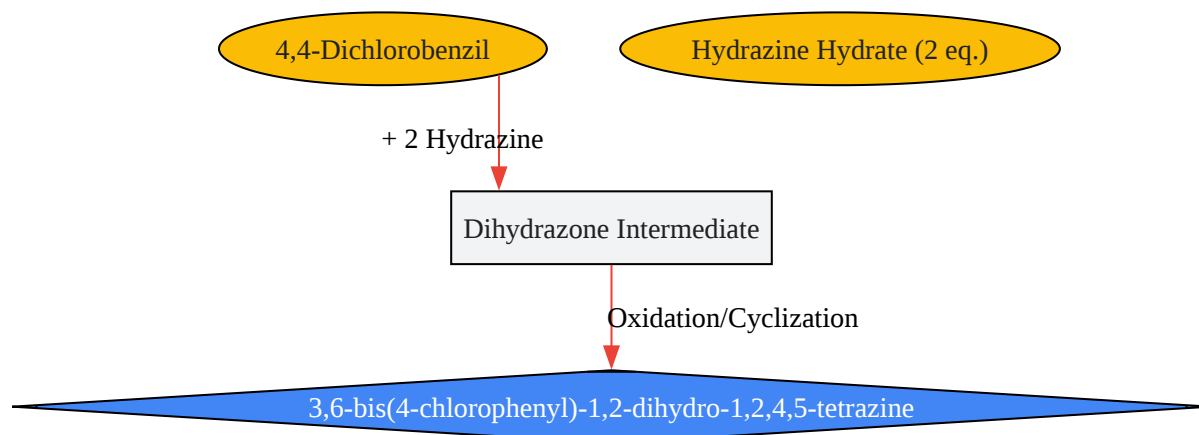 4,4-Dichlorobenzil
Hydrazine Hydrate (2 eq.)
+ 2 Hydrazine
Dihydrazone Intermediate
Oxidation/Cyclization
3,6-bis(4-chlorophenyl)-1,2-dihydro-1,2,4,5-tetrazine